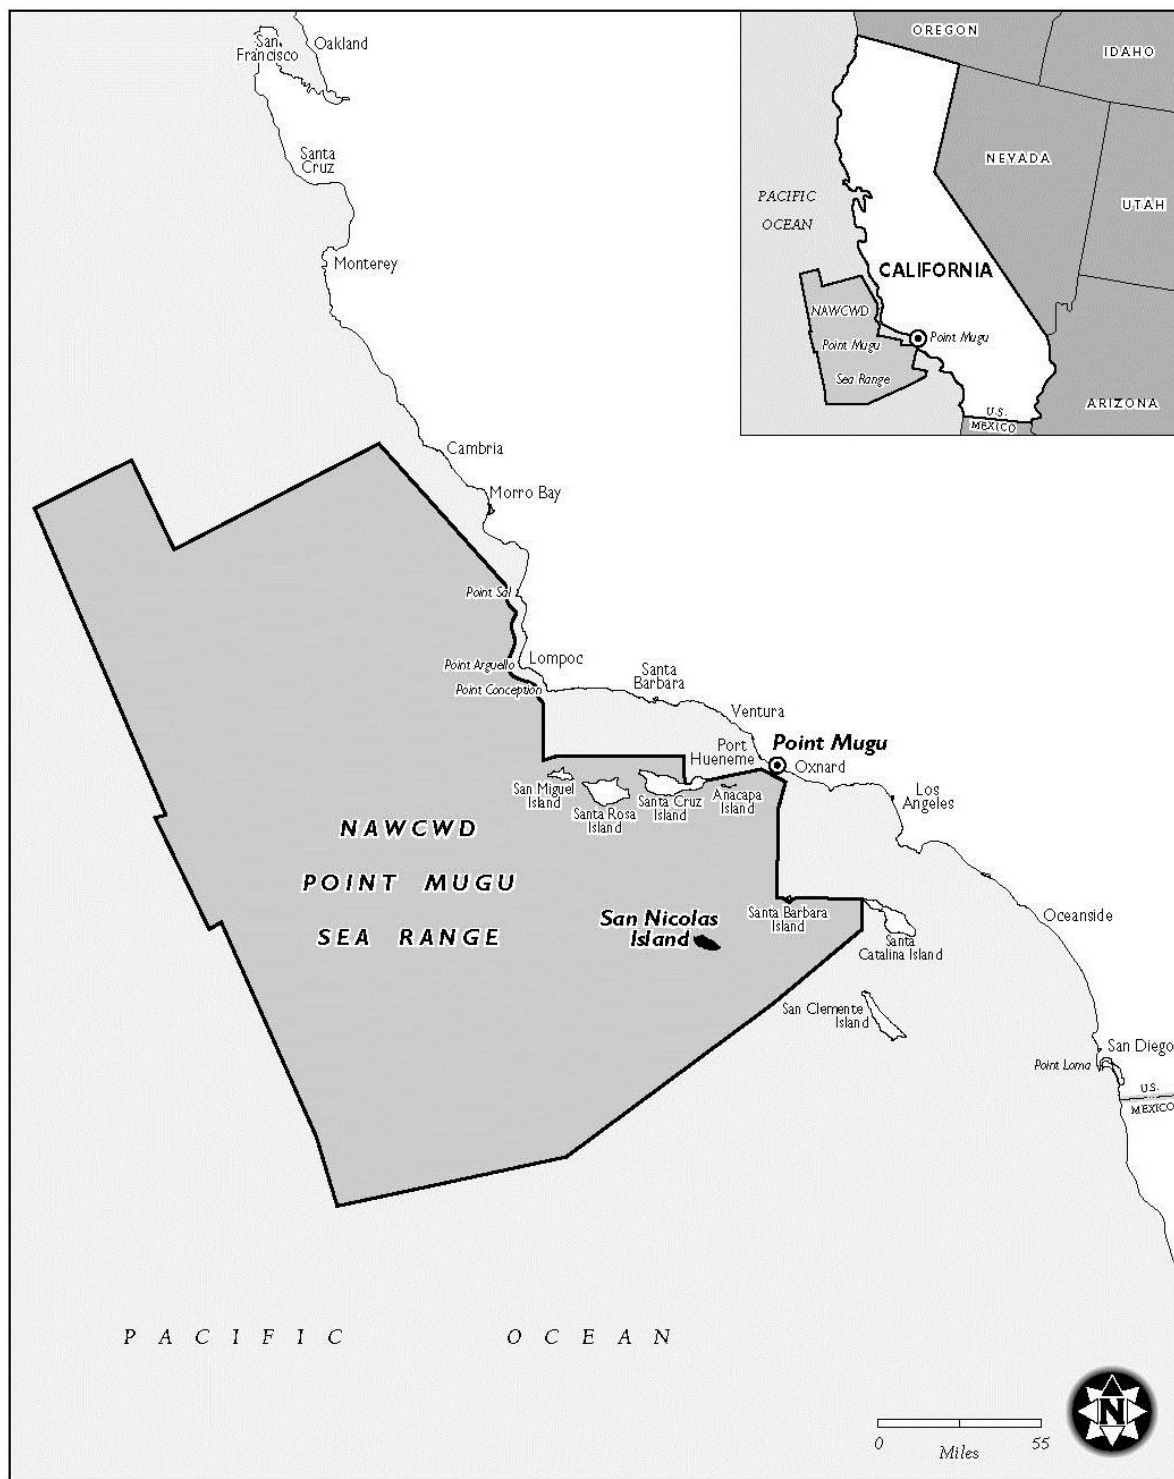 San
Francisco
Oakland
Santa
Cruz
Monterey
Cambria
Morro Bay
Point Sal
Point Arguello
Lompoc
Point Conception
Santa
Barbara
Ventura
Port
Hueneme
Point Mugu
Oxnard
Los
Angeles
San Miguel
Island
Santa Rosa
Island
Santa Cruz
Island
Anacapa
Island
NAWCWD
POINT MUGU
SEA RANGE
San Nicolas
Island
Santa Barbara
Island
Santa
Catalina Island
Oceanside
San Clemente
Island
San Diego
Point Loma
U.S.
MEXICO
PACIFIC OCEAN
0 55
Miles
N
OREGON
IDAHO
NEVADA
UTAH
PACIFIC
OCEAN
CALIFORNIA
NAWCWD
Point Mugu
Sea Range
Point Mugu
ARIZONA
U.S.
MEXICO